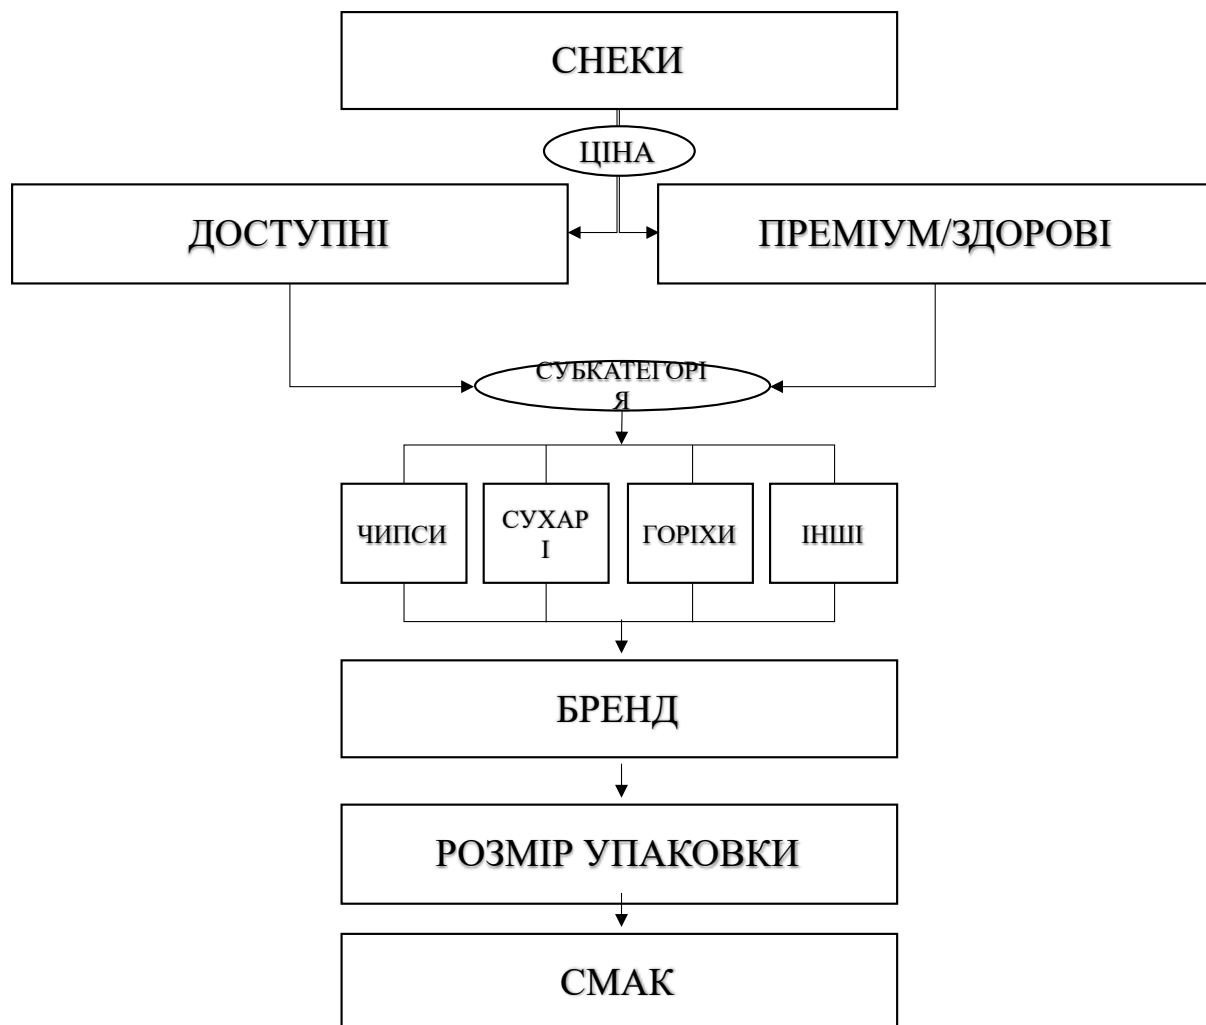 СНЕКИ
ЦІНА
ДОСТУПНІ
ПРЕМІУМ/ЗДОРОВІ
СУБКАТЕГОРІ
Я
ЧИПСИ
СУХАР
І
ГОРІХИ
ІНШІ
БРЕНД
РОЗМІР УПАКОВКИ
СМАК